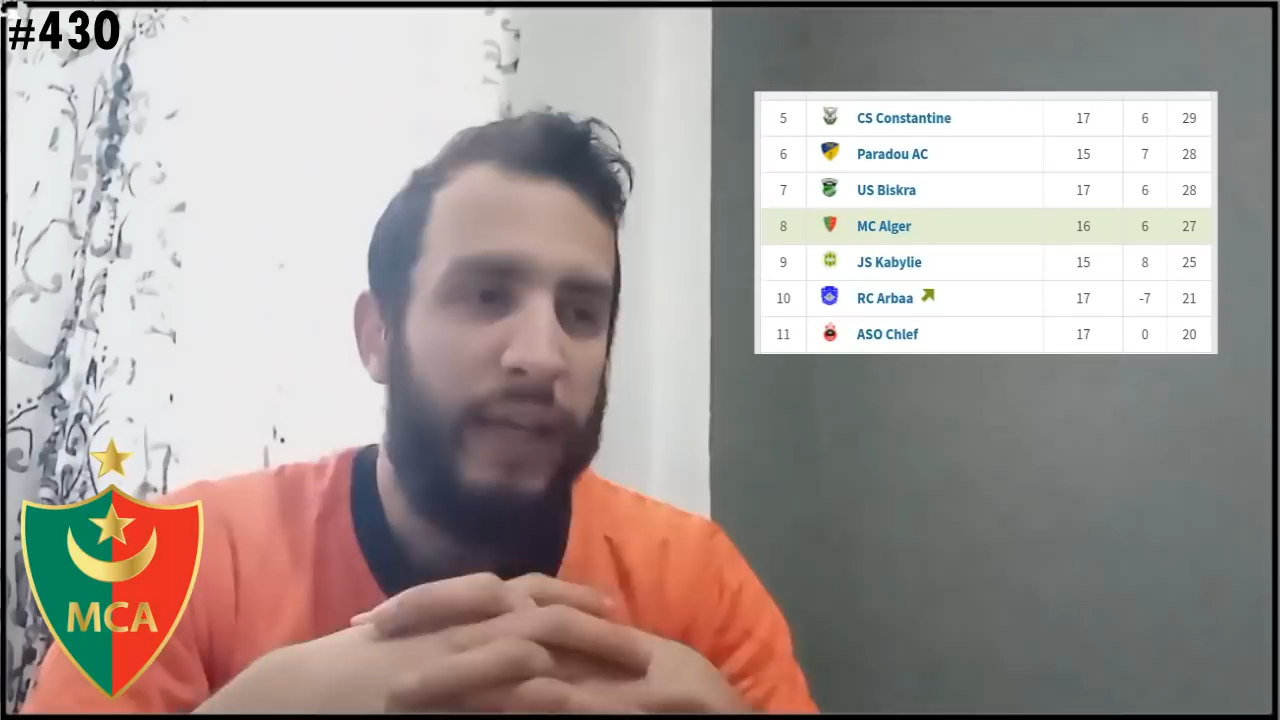 #430
5 CS Constantine 17 6 29
6 Paradou AC 15 7 28
7 US Biskra 17 6 28
8 MC Alger 16 6 27
9 JS Kabylie 15 8 25
10 RC Arbaa 17 -7 21
11 ASO Chlef 17 0 20
MCA